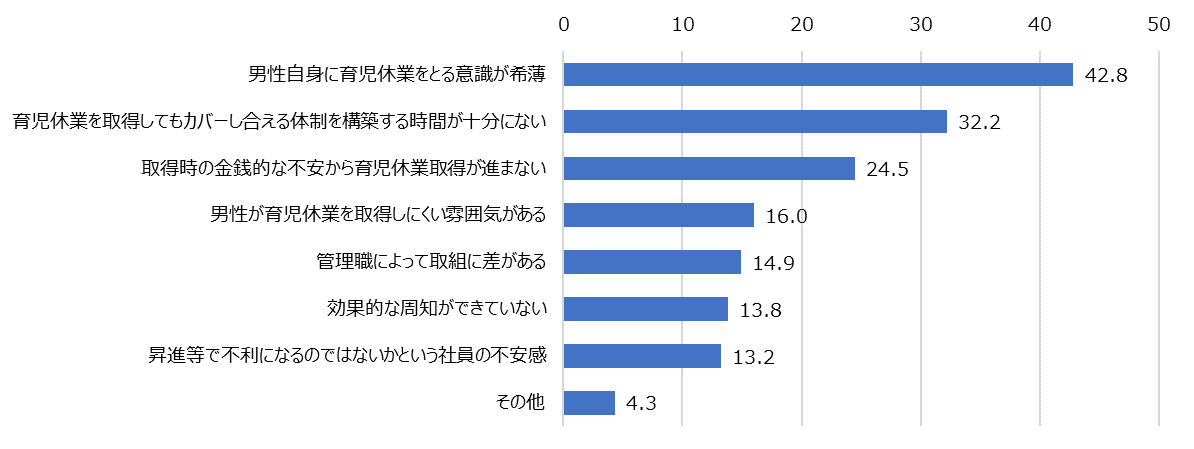 0 10 20 30 40 50
男性自身に育児休業をとる意識が希薄 42.8
育児休業を取得してもカバーし合える体制を構築する時間が十分にない 32.2
取得時の金銭的な不安から育児休業取得が進まない 24.5
男性が育児休業を取得しにくい雰囲気がある 16.0
管理職によって取組に差がある 14.9
効果的な周知ができていない 13.8
昇進等で不利になるのではないかという社員の不安感 13.2
その他 4.3